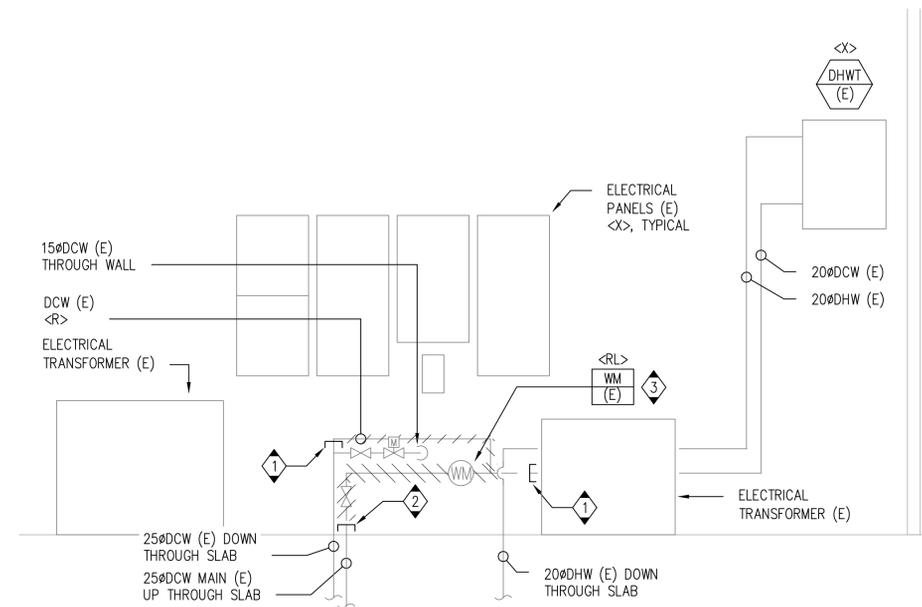 <X>
DHWT
(E)
ELECTRICAL
PANELS (E)
<X>, TYPICAL
15øDCW (E)
THROUGH WALL
20øDCW (E)
20øDHW (E)
DCW (E)
<R>
ELECTRICAL
TRANSFORMER (E)
<RL>
WM
(E)
3
M
1
WM
2
1
ELECTRICAL
TRANSFORMER (E)
25øDCW (E) DOWN
THROUGH SLAB
25øDCW MAIN (E)
UP THROUGH SLAB
20øDHW (E) DOWN
THROUGH SLAB